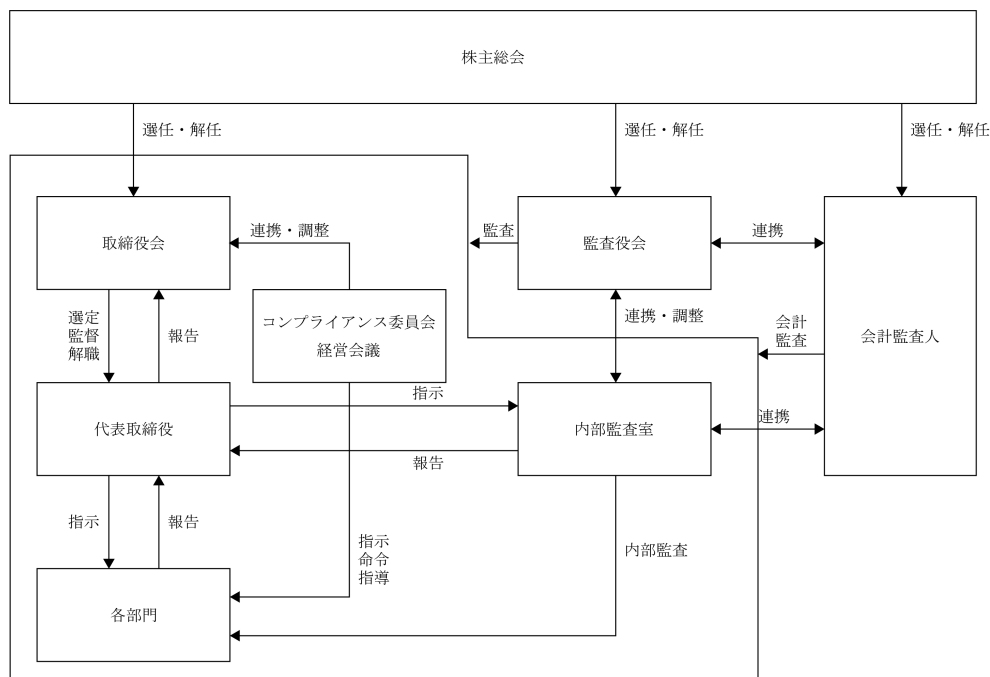 株主総会
選任・解任
選任・解任
選任・解任
取締役会
連携・調整
監査
監査役会
連携
会計監査人
選定
監督
解職
報告
コンプライアンス委員会
経営会議
連携・調整
会計
監査
代表取締役
指示
報告
内部監査室
連携
指示
報告
指示
命令
指導
内部監査
各部門